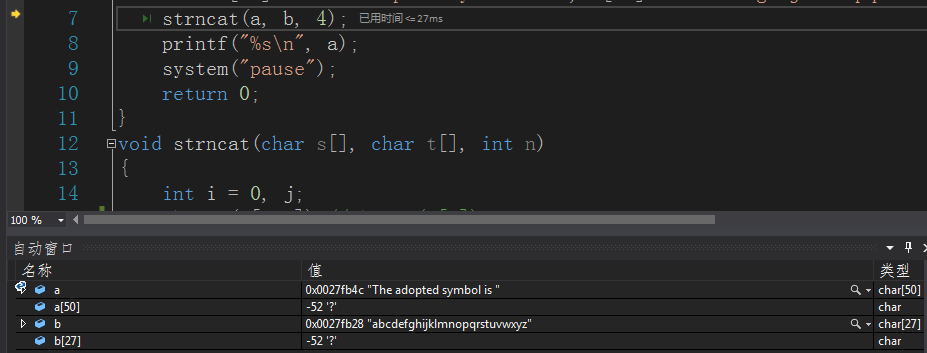 7 strncat(a, b, 4); 已用时间 <=27ms
8 printf("%s\n", a);
9 system("pause");
10 return 0;
11 }
12 void strncat(char s[], char t[], int n)
13 {
14 int i = 0, j;
100 %
自动窗口
名称 值 类型
a 0x0027fb4c "The adopted symbol is " char[50]
a[50] -52 '?' char
b 0x0027fb28 "abcdefghijklmnopqrstuvwxyz" char[27]
b[27] -52 '?' char